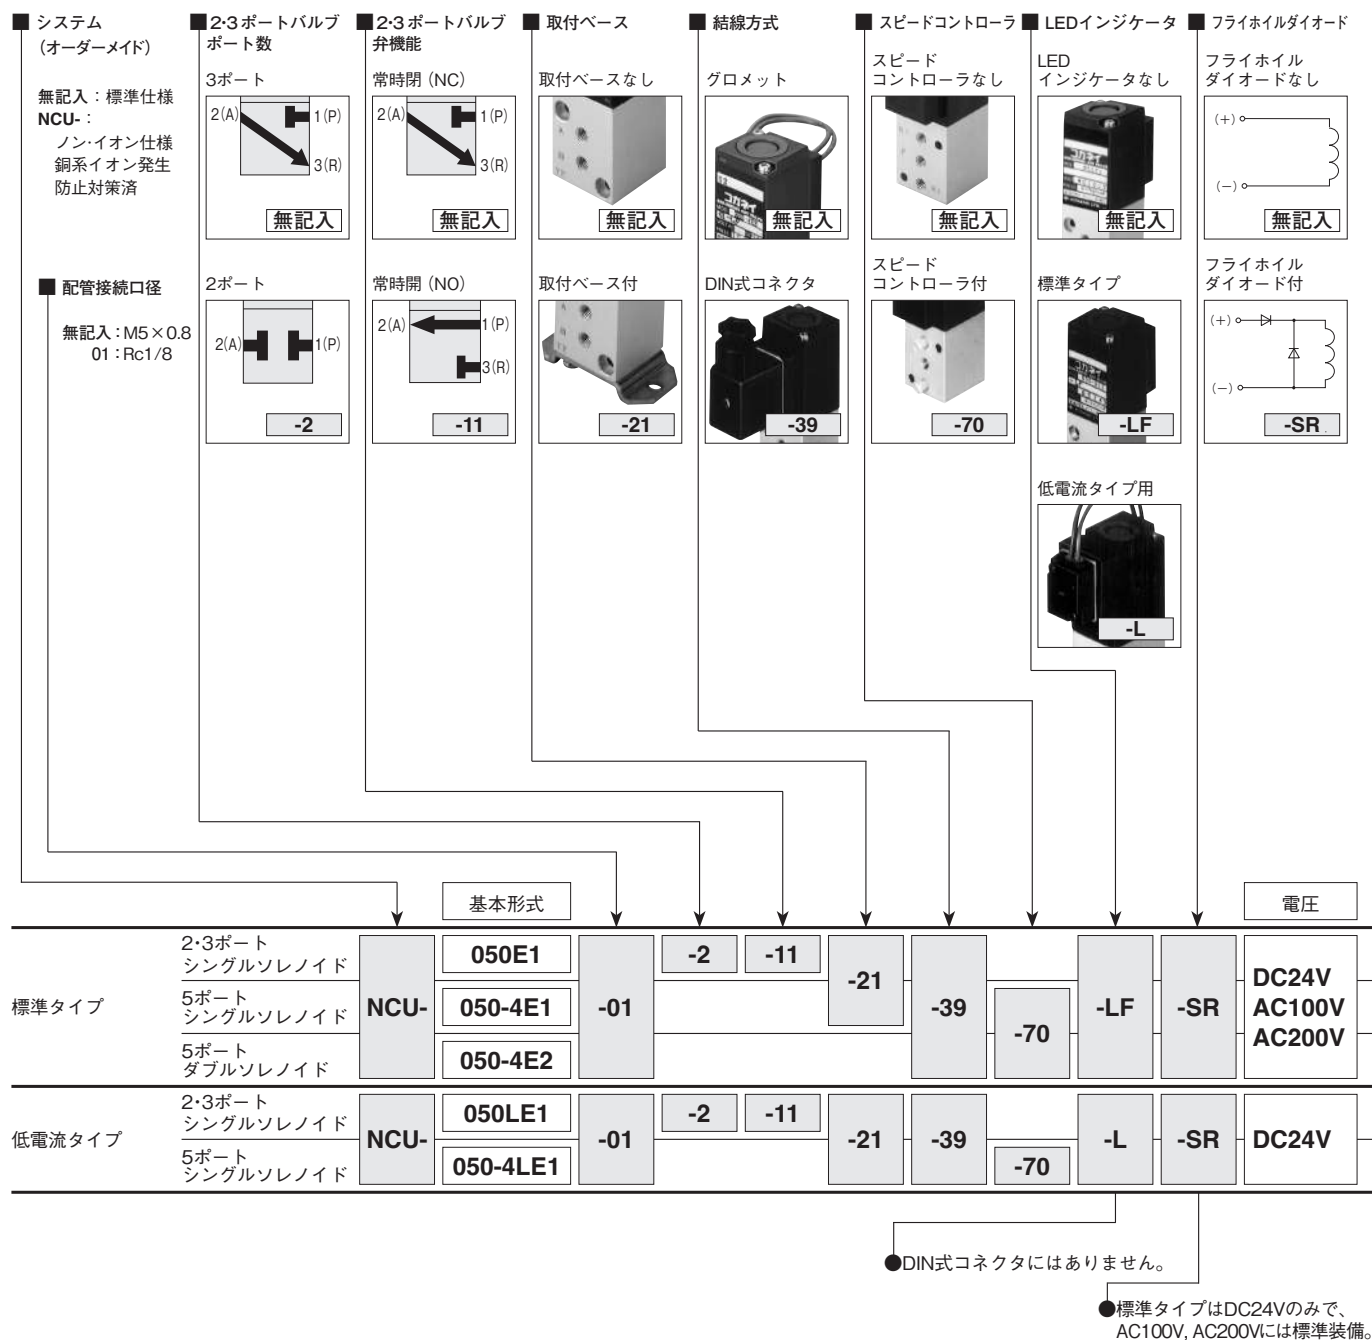 ■ システム
(オーダーメイド)
無記入：標準仕様
NCU-：
ノン・イオン仕様
銅系イオン発生
防止対策済
■ 配管接続口径
無記入：M5×0.8
01：Rc1/8
■ 2・3ポートバルブ
ポート数
3ポート
2(A)
1(P)
3(R)
無記入
2ポート
2(A)
1(P)
-2
■ 2・3ポートバルブ
弁機能
常時閉 (NC)
2(A)
1(P)
3(R)
無記入
常時開 (NO)
2(A)
1(P)
3(R)
-11
■ 取付ベース
取付ベースなし
無記入
取付ベース付
-21
■ 結線方式
グロメット
無記入
DIN式コネクタ
-39
■ スピードコントローラ
スピード
コントローラなし
無記入
スピード
コントローラ付
-70
■ LEDインジケータ
LED
インジケータなし
無記入
標準タイプ
-LF
低電流タイプ用
-L
■ フライホイルダイオード
フライホイル
ダイオードなし
(+)
(−)
無記入
フライホイル
ダイオード付
(+)
(−)
-SR
基本形式
電圧
標準タイプ
2・3ポート
シングルソレノイド
5ポート
シングルソレノイド
5ポート
ダブルソレノイド
NCU-
050E1
050-4E1
050-4E2
-01
-2
-11
-21
-39
-70
-LF
-SR
DC24V
AC100V
AC200V
低電流タイプ
2・3ポート
シングルソレノイド
5ポート
シングルソレノイド
NCU-
050LE1
050-4LE1
-01
-2
-11
-21
-39
-70
-L
-SR
DC24V
●DIN式コネクタにはありません。
●標準タイプはDC24Vのみで、
AC100V, AC200Vには標準装備。